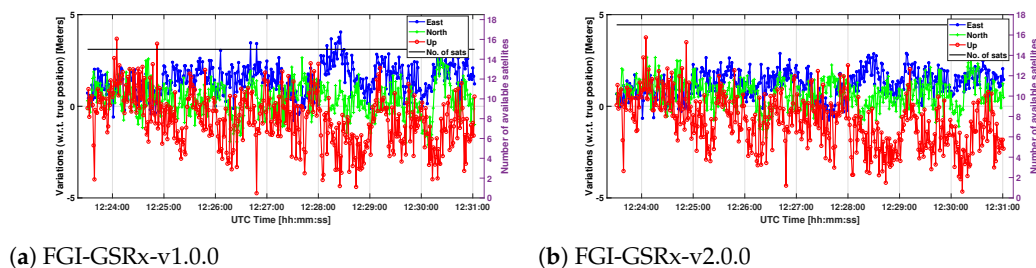 5
0
-5
Variations (w.r.t. true position) [Meters]
East
North
Up
No. of sats
18
16
14
12
10
8
6
4
2
0
Number of available satellites
12:24:00 12:25:00 12:26:00 12:27:00 12:28:00 12:29:00 12:30:00 12:31:00
UTC Time [hh:mm:ss]
(a) FGI-GSRx-v1.0.0
5
0
-5
Variations (w.r.t. true position) [Meters]
East
North
Up
No. of sats
18
16
14
12
10
8
6
4
2
0
Number of available satellites
12:24:00 12:25:00 12:26:00 12:27:00 12:28:00 12:29:00 12:30:00 12:31:00
UTC Time [hh:mm:ss]
(b) FGI-GSRx-v2.0.0